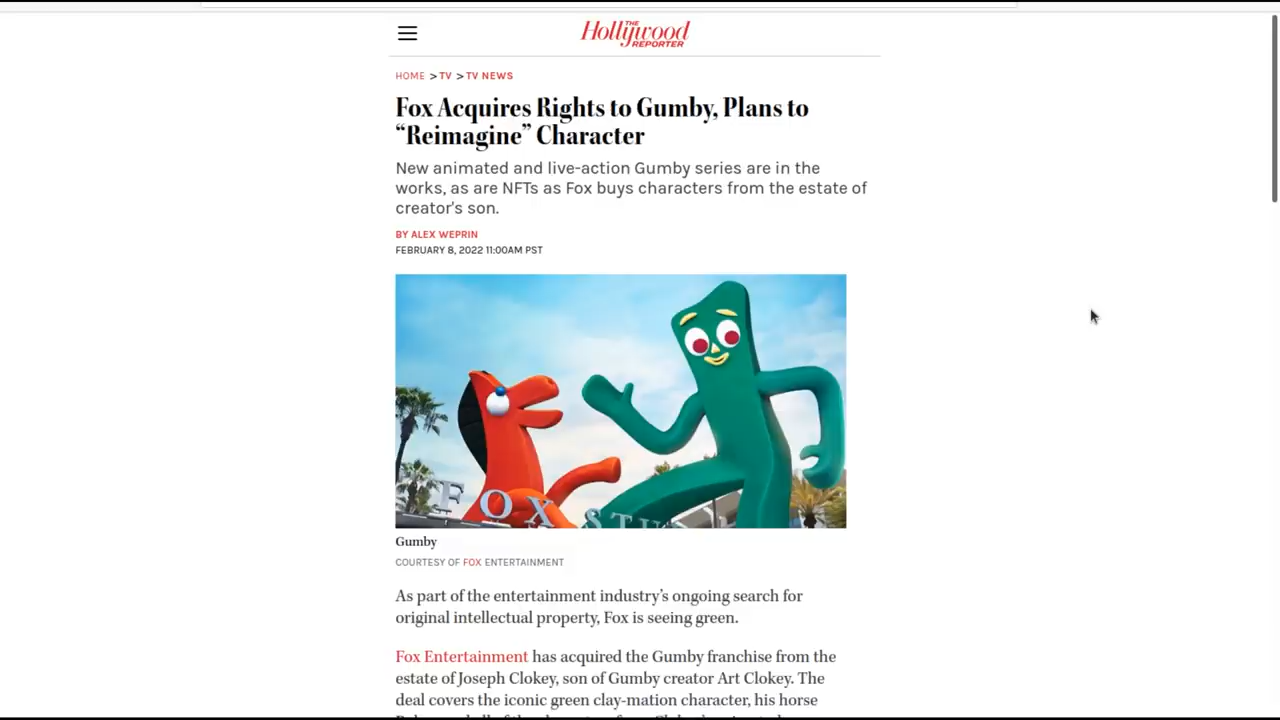 THE
Hollywood
REPORTER
HOME > TV > TV NEWS
Fox Acquires Rights to Gumby, Plans to
“Reimagine” Character
New animated and live-action Gumby series are in the
works, as are NFTs as Fox buys characters from the estate of
creator's son.
BY ALEX WEPRIN
FEBRUARY 8, 2022 11:00AM PST
FOX STU
Gumby
COURTESY OF FOX ENTERTAINMENT
As part of the entertainment industry’s ongoing search for
original intellectual property, Fox is seeing green.
Fox Entertainment has acquired the Gumby franchise from the
estate of Joseph Clokey, son of Gumby creator Art Clokey. The
deal covers the iconic green clay-mation character, his horse